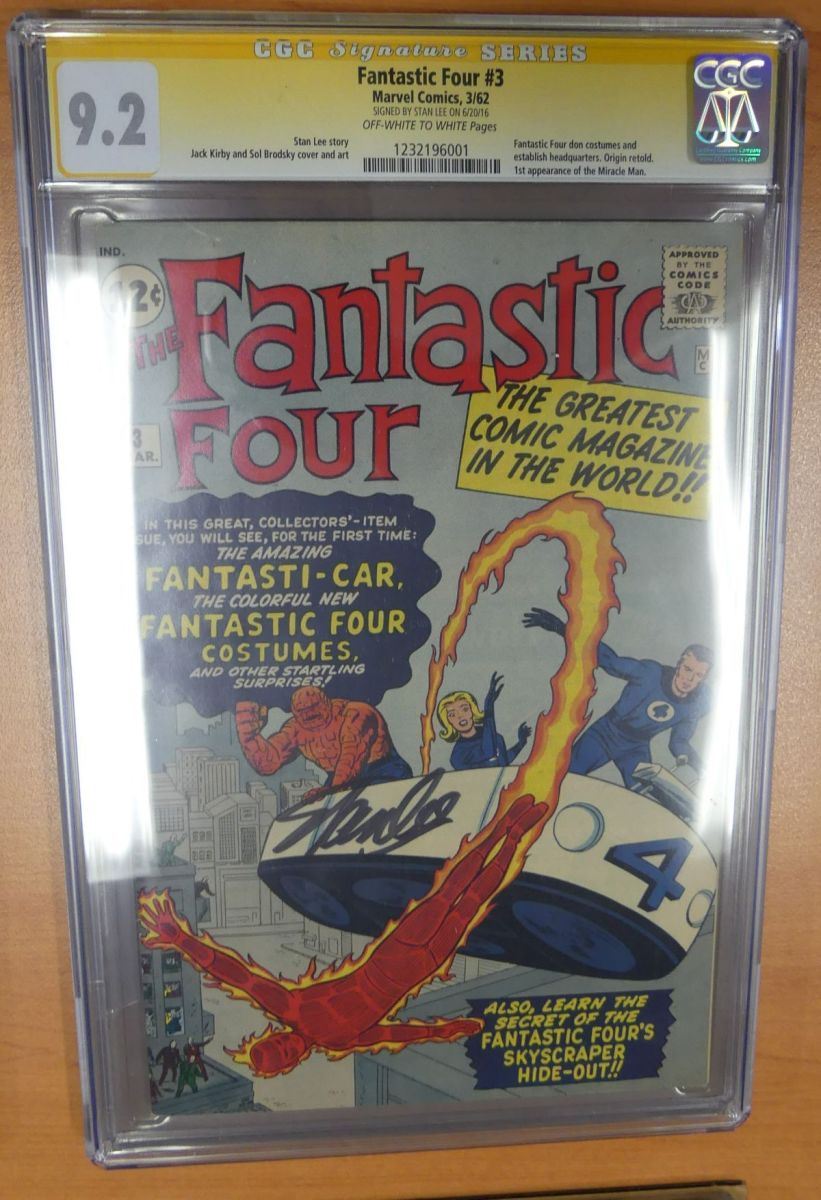 CGC Signature SERIES
9.2
Fantastic Four #3
Marvel Comics, 3/62
SIGNED BY STAN LEE ON 6/20/16
OFF-WHITE TO WHITE Pages
Stan Lee story
Jack Kirby and Sol Brodsky cover and art
1232196001
Fantastic Four don costumes and
establish headquarters. Origin retold.
1st appearance of the Miracle Man.
CGC
www.CGCcomics.com
IND.
12¢
APPROVED
BY THE
COMICS
CODE
AUTHORITY
THE Fantastic
Four
3
AR.
THE GREATEST
COMIC MAGAZINE
IN THE WORLD!!
IN THIS GREAT, COLLECTORS'-ITEM
SUE, YOU WILL SEE, FOR THE FIRST TIME:
THE AMAZING
FANTASTI-CAR,
THE COLORFUL NEW
FANTASTIC FOUR
COSTUMES,
AND OTHER STARTLING
SURPRISES!
Stan Lee
4
4
ALSO, LEARN THE
SECRET OF THE
FANTASTIC FOUR'S
SKYSCRAPER
HIDE-OUT!!